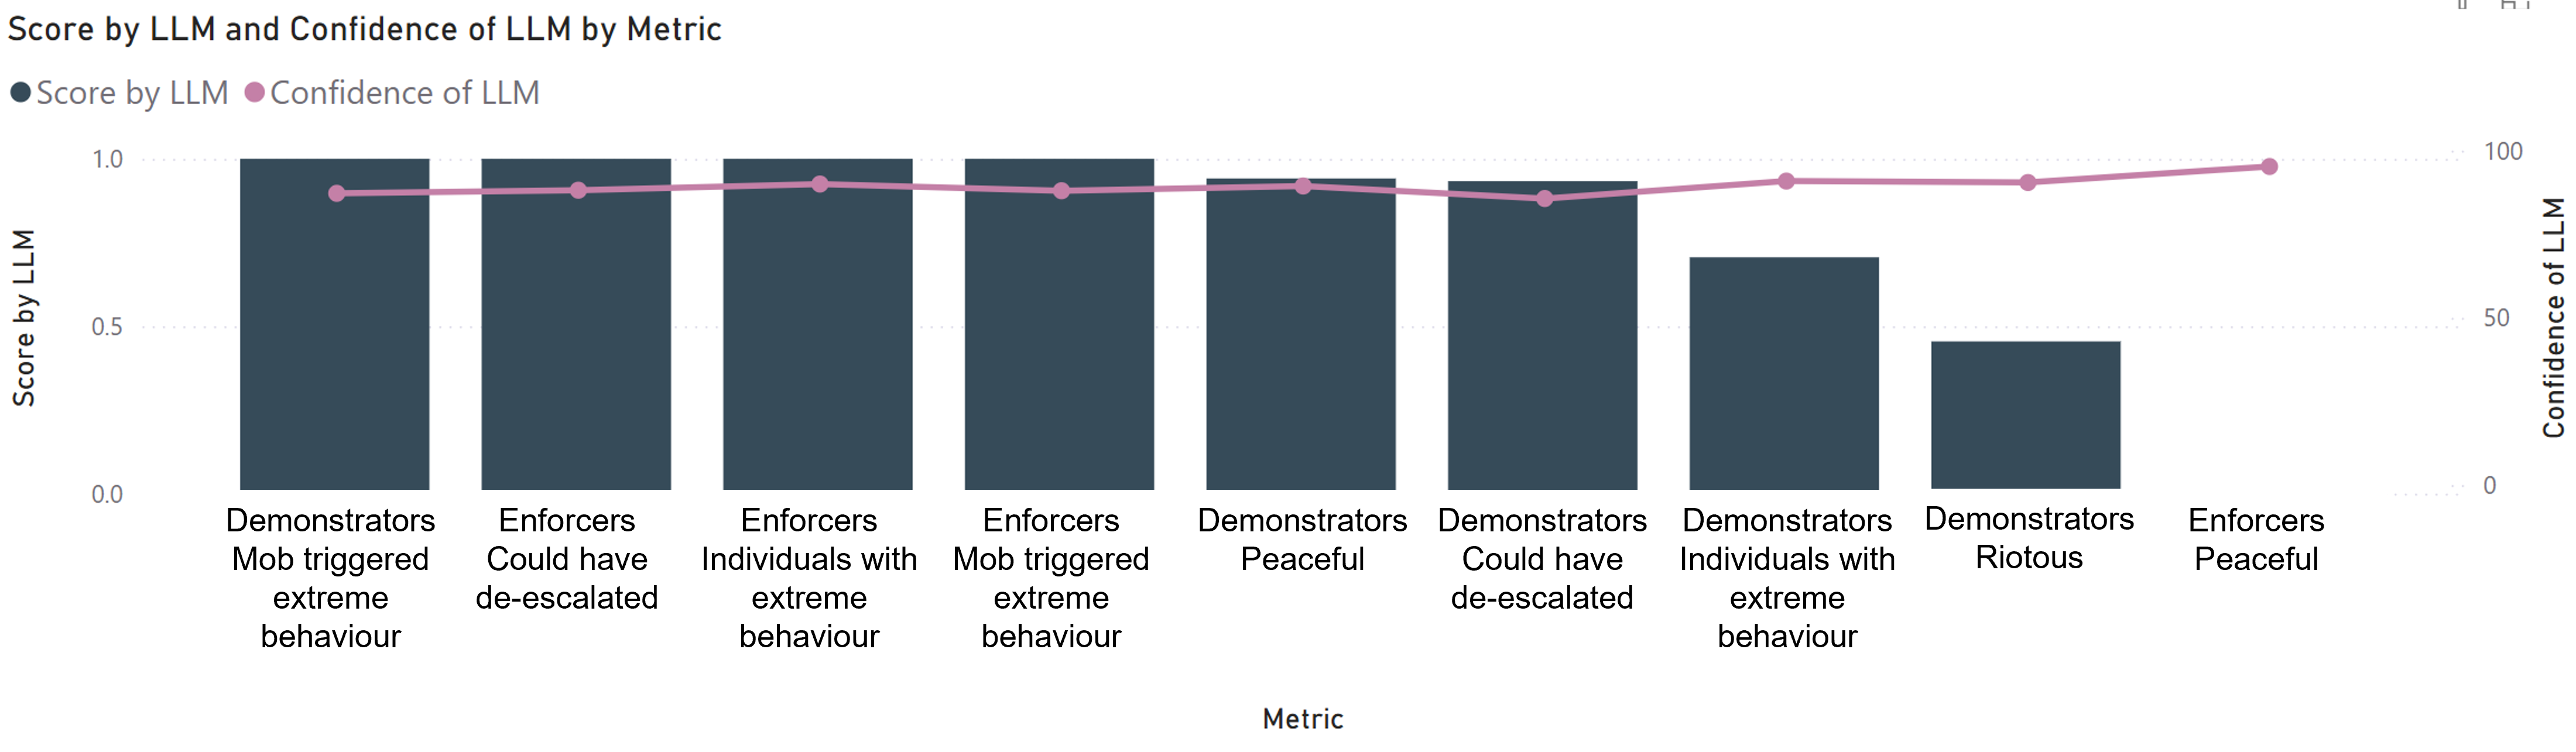 Score by LLM and Confidence of LLM by Metric
Score by LLM Confidence of LLM
1.0
0.5
0.0
Score by LLM
100
50
0
Confidence of LLM
Demonstrators
Mob triggered
extreme
behaviour
Enforcers
Could have
de-escalated
Enforcers
Individuals with
extreme
behaviour
Enforcers
Mob triggered
extreme
behaviour
Demonstrators
Peaceful
Demonstrators
Could have
de-escalated
Demonstrators
Individuals with
extreme
behaviour
Demonstrators
Riotous
Enforcers
Peaceful
Metric